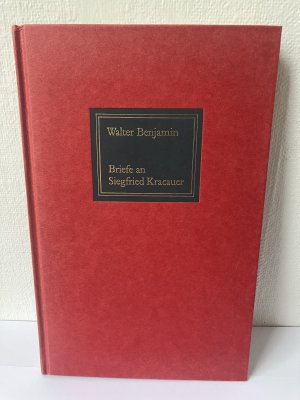 Walter Benjamin
Briefe an
Siegfried Kracauer